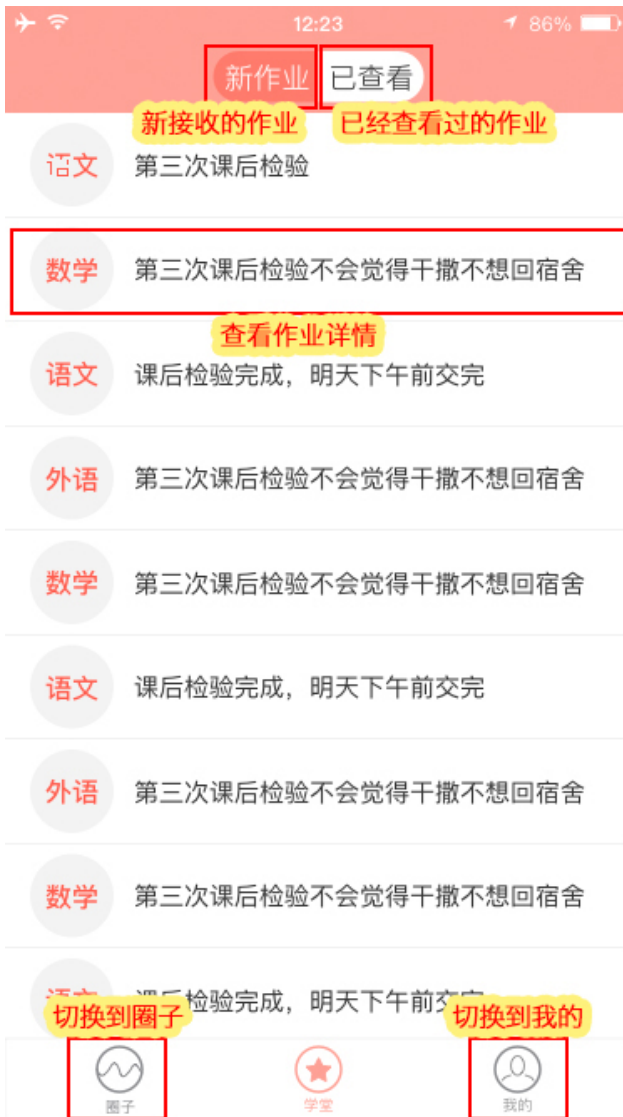 12:23 86%
新作业 已查看
新接收的作业 已经查看过的作业
语文 第三次课后检验
数学 第三次课后检验不会觉得干撒不想回宿舍
查看作业详情
语文 课后检验完成，明天下午前交完
外语 第三次课后检验不会觉得干撒不想回宿舍
数学 第三次课后检验不会觉得干撒不想回宿舍
语文 课后检验完成，明天下午前交完
外语 第三次课后检验不会觉得干撒不想回宿舍
数学 第三次课后检验不会觉得干撒不想回宿舍
语文 课后检验完成，明天下午前交完
切换到圈子 切换到我的
圈子 学堂 我的